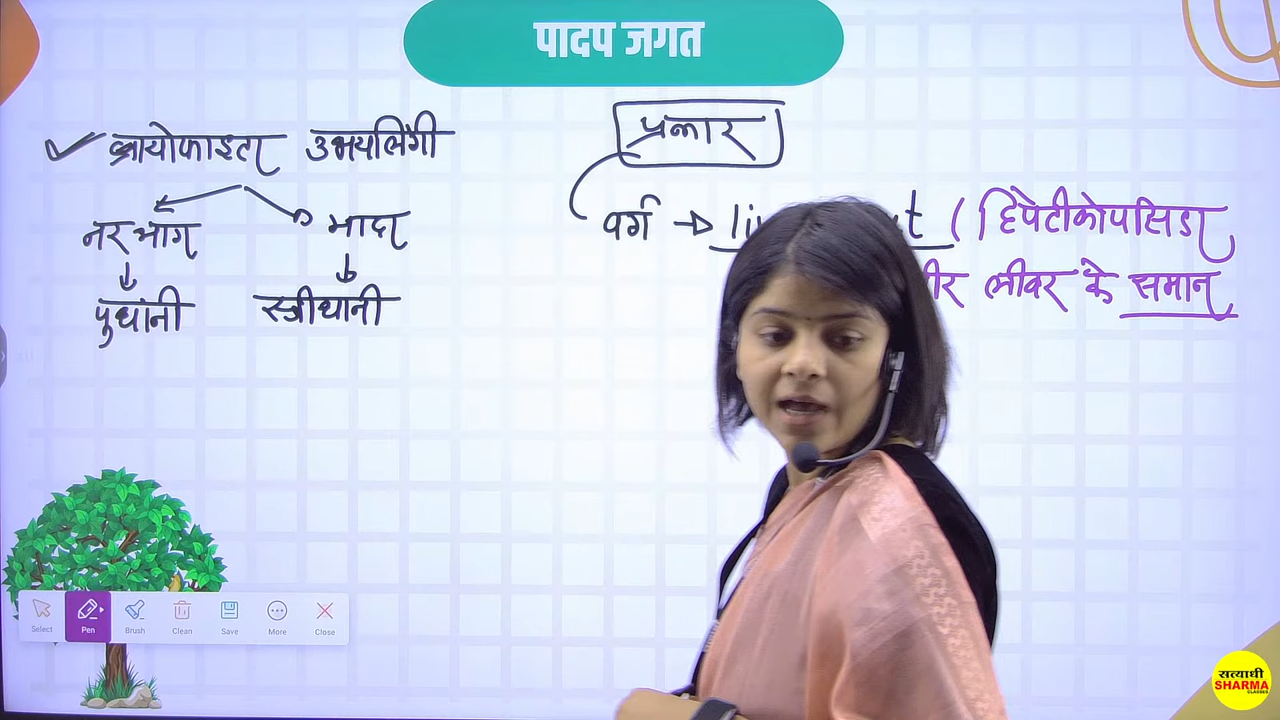 पादप जगत
✓ ब्रायोफाइटा उभयलिंगी
नर भाग → मादा
↓ ↓
पुधांनी स्त्रीधानी
प्रकार
वर्ग → (हिपेटीकोपसिडा
लीवर के समान
Select Pen Brush Clean Save More Close
सत्याधी
SHARMA
CLASSES